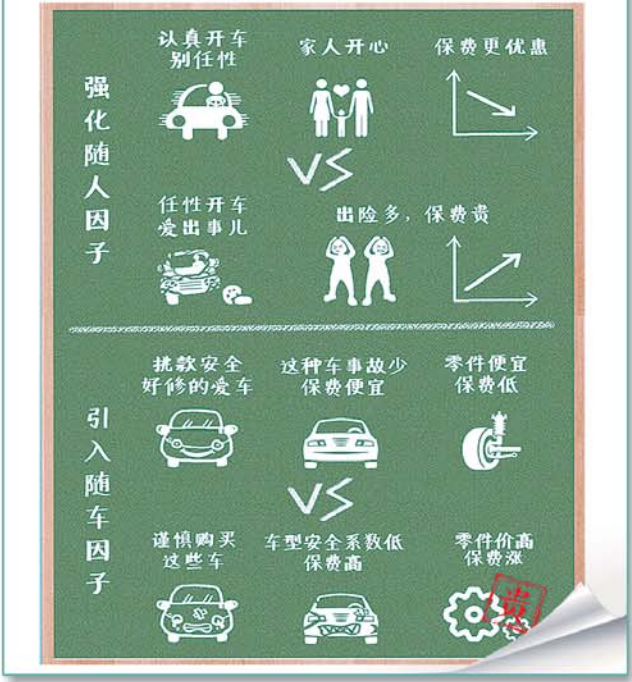 强化随人因子
认真开车
别任性
家人开心
保费更优惠
VS
任性开车
爱出事儿
出险多，保费贵
引入随车因子
挑款安全
好修的爱车
这种车事故少
保费便宜
零件便宜
保费低
VS
谨慎购买
这些车
车型安全系数低
保费高
零件价高
保费涨
贵